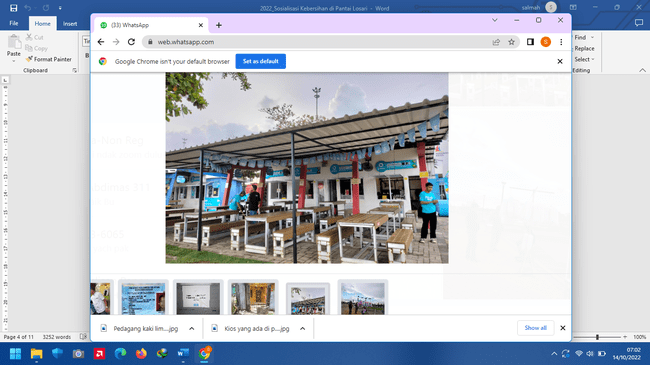 2022_Sosialisasi Kebersihan di Pantai Losari - Word
salmah
S
File
Home
Insert
Cut
Copy
Paste
Format Painter
Clipboard
Find
Replace
Select
Editing
(33) WhatsApp
web.whatsapp.com
S
Google Chrome isn't your default browser
Set as default
Pedagang kaki lim....jpg
Kios yang ada di p....jpg
Show all
Page 4 of 11
3252 words
100%
07:02
14/10/2022